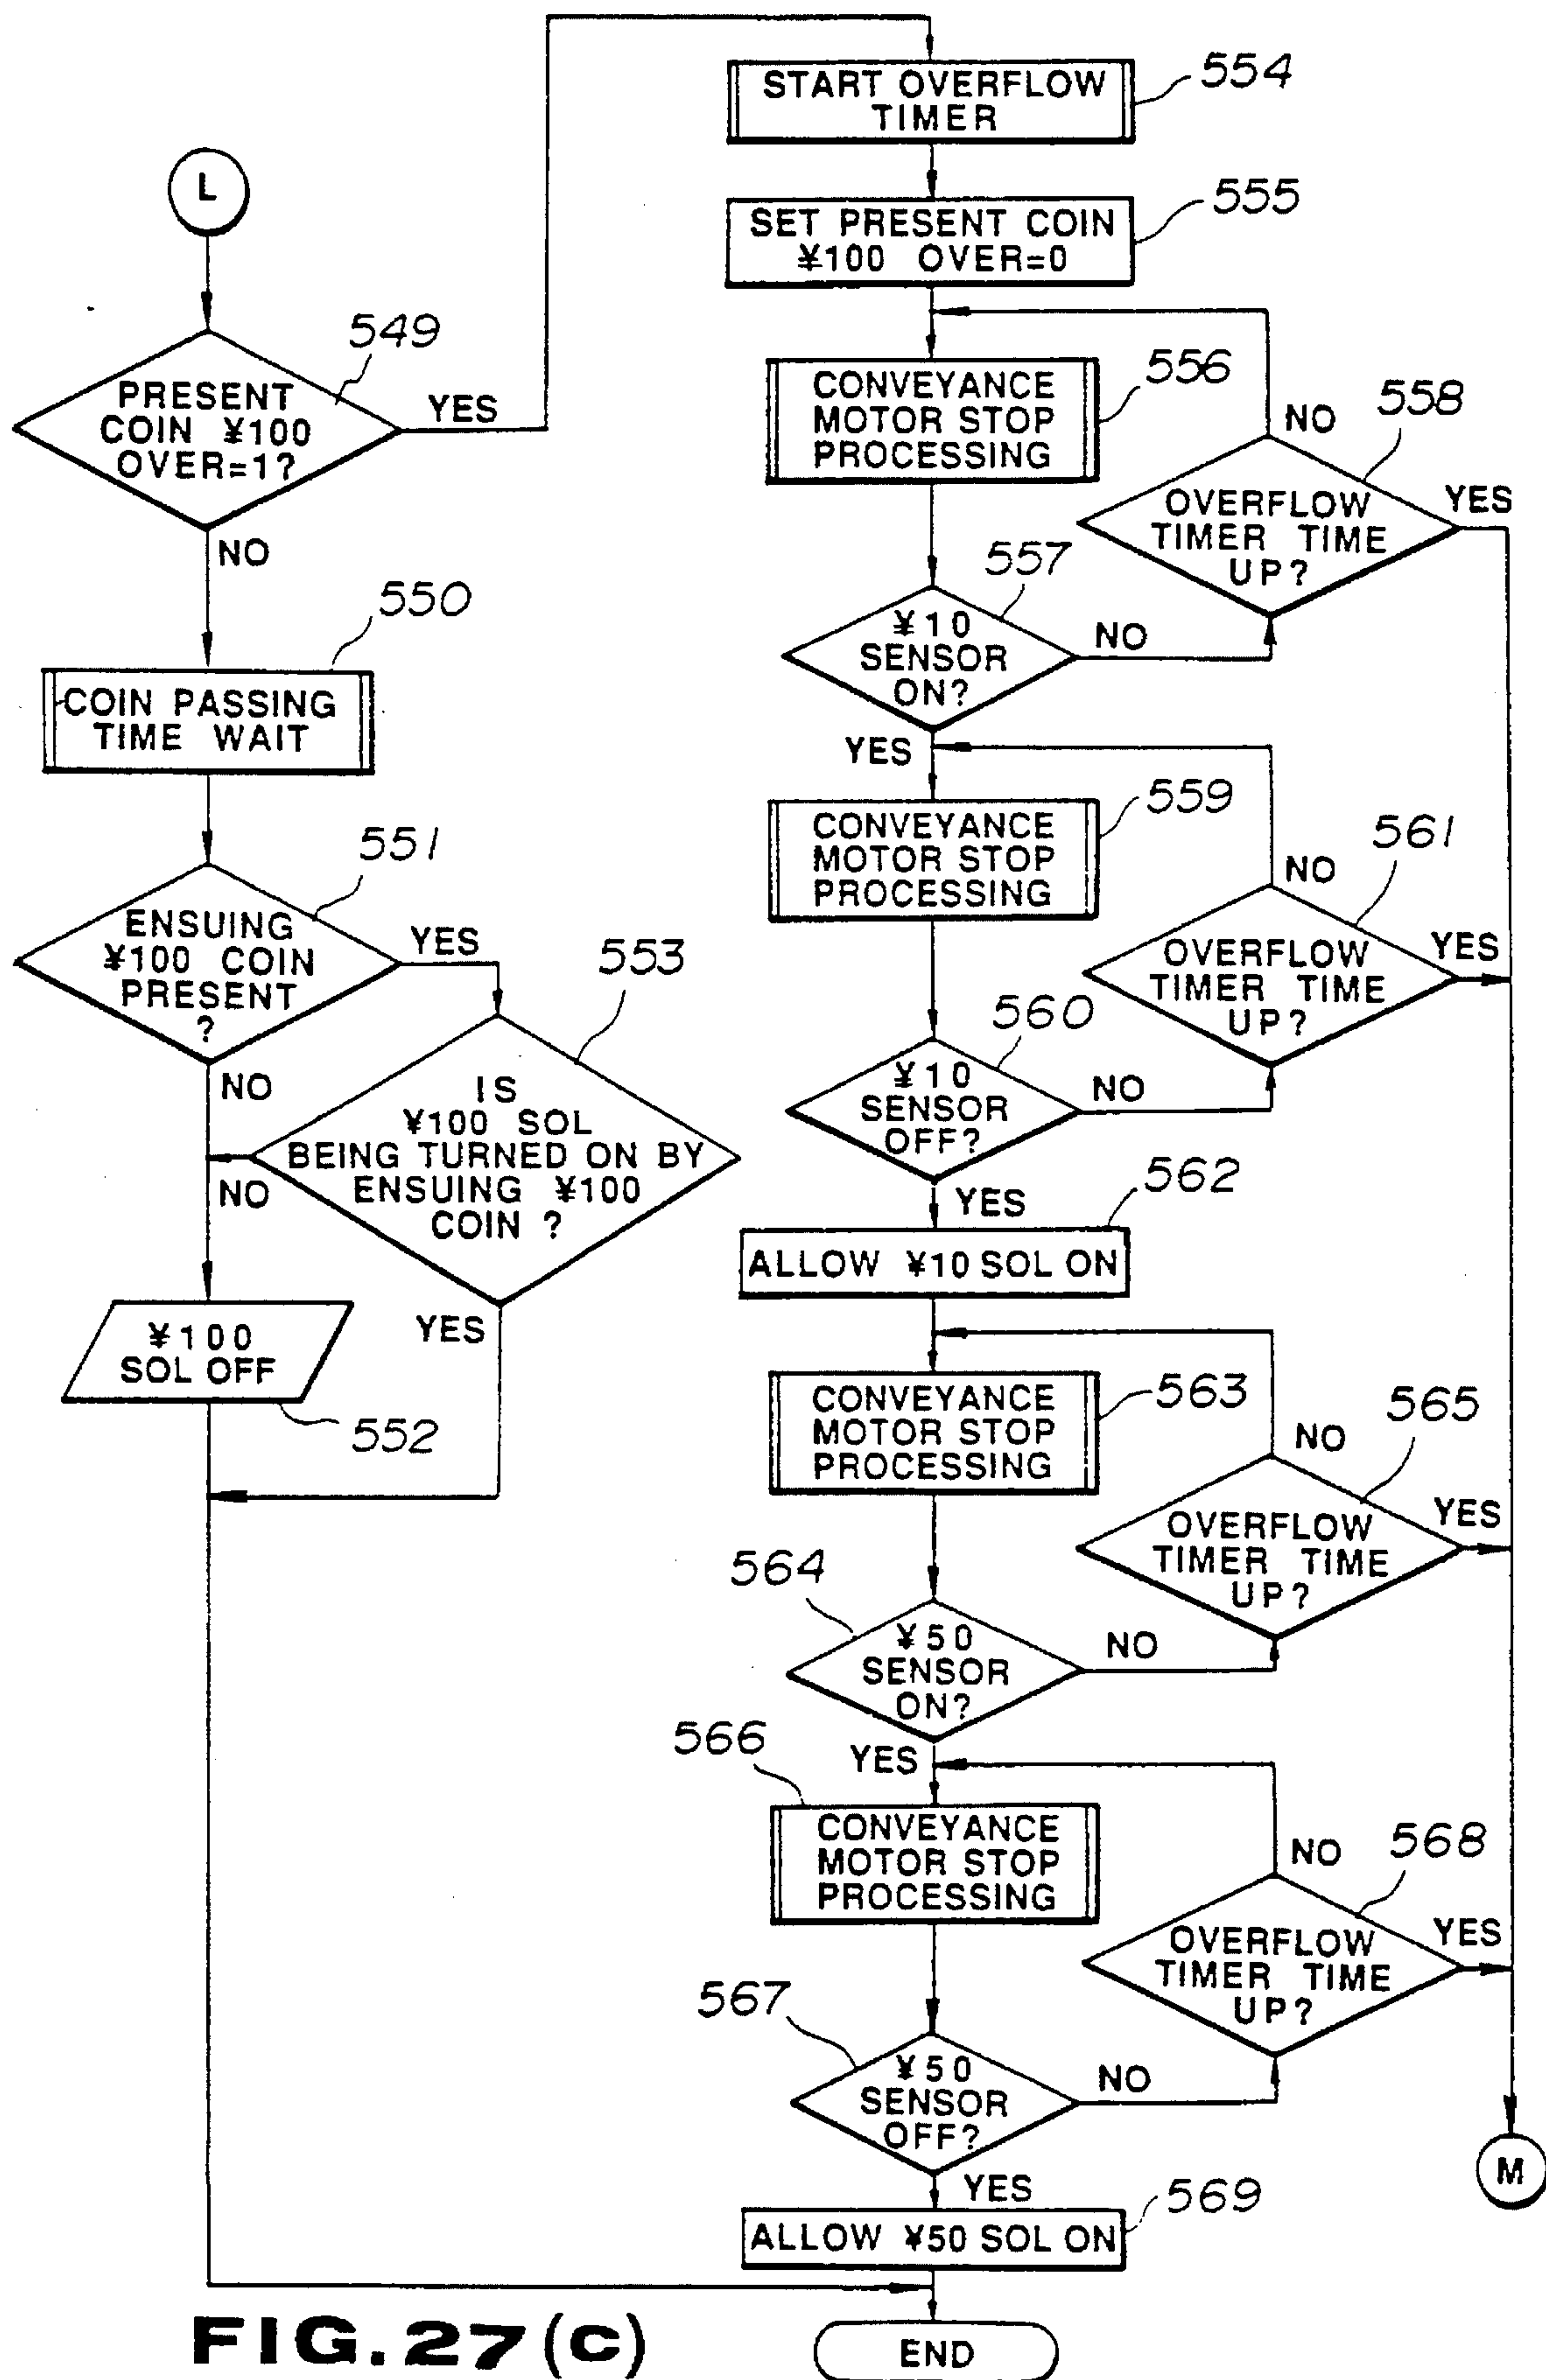 L
549
PRESENT
COIN ¥100
OVER=1?
YES
NO
550
COIN PASSING
TIME WAIT
551
ENSUING
¥100 COIN
PRESENT
?
YES
NO
553
IS
¥100 SOL
BEING TURNED ON BY
ENSUING ¥100
COIN ?
NO
YES
¥100
SOL OFF
552
START OVERFLOW
TIMER
554
SET PRESENT COIN
¥100 OVER=0
555
CONVEYANCE
MOTOR STOP
PROCESSING
556
557
¥10
SENSOR
ON?
NO
YES
558
NO
OVERFLOW
TIMER TIME
UP?
YES
CONVEYANCE
MOTOR STOP
PROCESSING
559
560
¥10
SENSOR
OFF?
NO
YES
561
NO
OVERFLOW
TIMER TIME
UP?
YES
562
ALLOW ¥10 SOL ON
CONVEYANCE
MOTOR STOP
PROCESSING
563
564
¥50
SENSOR
ON?
NO
YES
565
NO
OVERFLOW
TIMER TIME
UP?
YES
566
CONVEYANCE
MOTOR STOP
PROCESSING
567
¥50
SENSOR
OFF?
NO
YES
568
NO
OVERFLOW
TIMER TIME
UP?
YES
M
569
ALLOW ¥50 SOL ON
END
FIG.27(c)